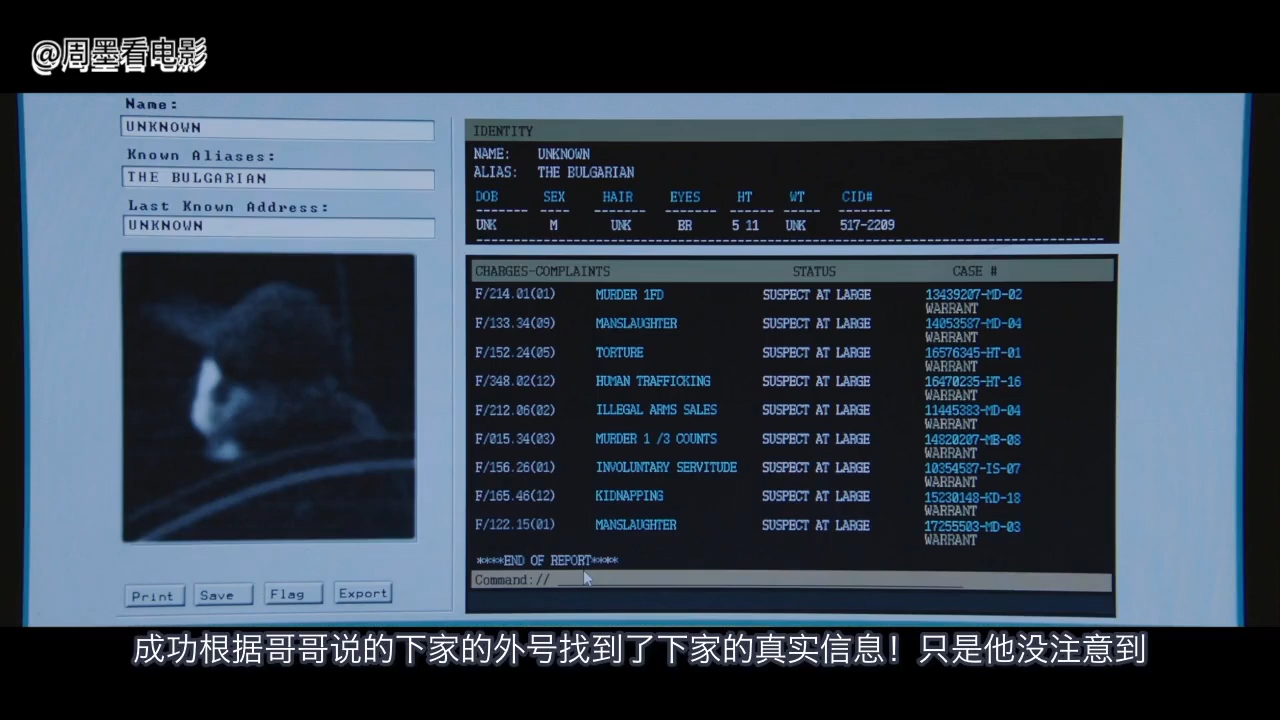 @周墨看电影
Name:
UNKNOWN
Known Aliases:
THE BULGARIAN
Last Known Address:
UNKNOWN
Print Save Flag Export
IDENTITY
NAME: UNKNOWN
ALIAS: THE BULGARIAN
DOB SEX HAIR EYES HT WT CID#
UNK M UNK BR 5 11 UNK 517-2209
CHARGES-COMPLAINTS STATUS CASE #
F/214.01(01) MURDER 1FD SUSPECT AT LARGE 13439207-MD-02
WARRANT
F/133.34(09) MANSLAUGHTER SUSPECT AT LARGE 14053587-MD-04
WARRANT
F/152.24(05) TORTURE SUSPECT AT LARGE 16576345-HT-01
WARRANT
F/348.02(12) HUMAN TRAFFICKING SUSPECT AT LARGE 16470235-HT-16
WARRANT
F/212.06(02) ILLEGAL ARMS SALES SUSPECT AT LARGE 11445383-MD-04
WARRANT
F/015.34(03) MURDER 1 /3 COUNTS SUSPECT AT LARGE 14820207-MB-08
WARRANT
F/156.26(01) INVOLUNTARY SERVITUDE SUSPECT AT LARGE 10354587-IS-07
WARRANT
F/165.46(12) KIDNAPPING SUSPECT AT LARGE 15230148-KD-18
WARRANT
F/122.15(01) MANSLAUGHTER SUSPECT AT LARGE 17255503-MD-03
WARRANT
****END OF REPORT****
Command://
成功根据哥哥说的下家的外号找到了下家的真实信息！只是他没注意到